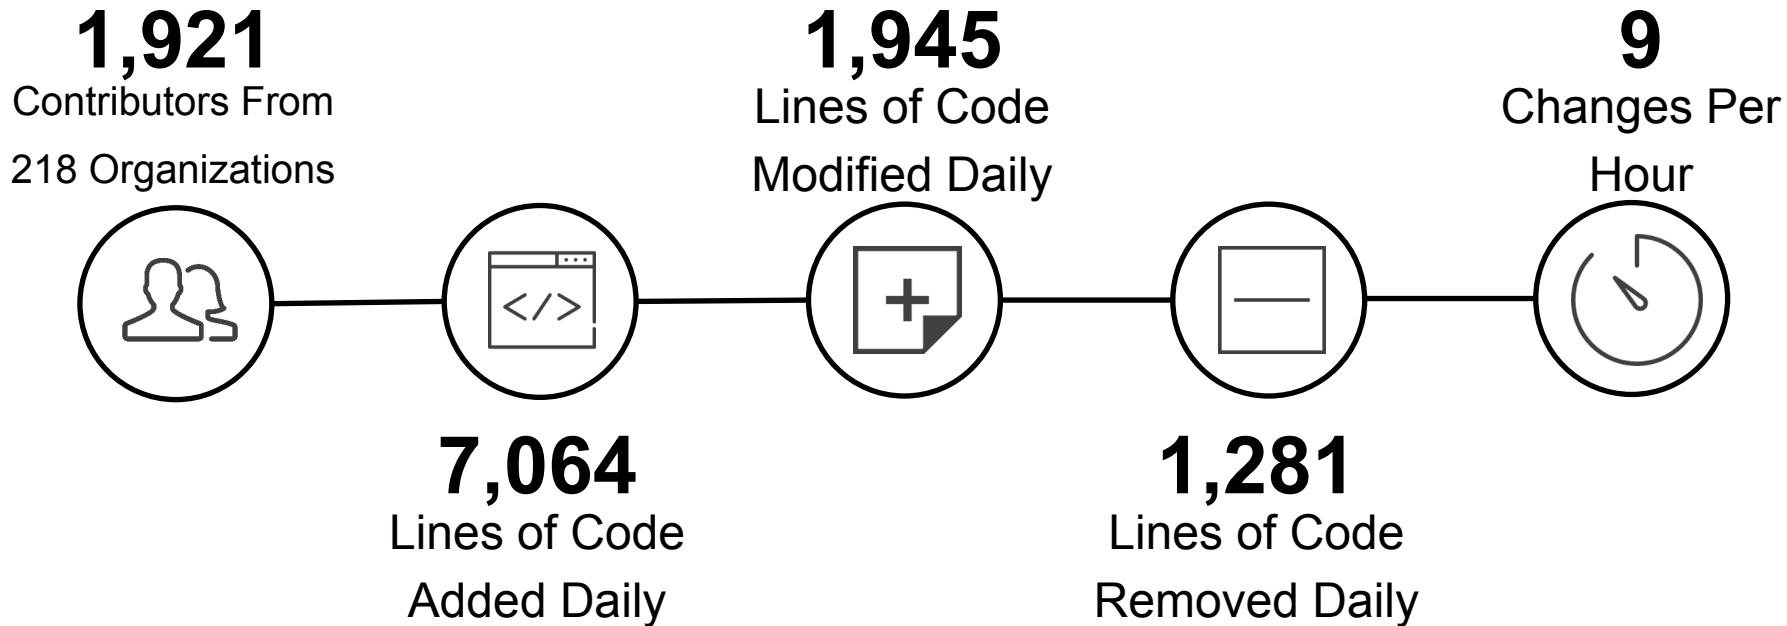 1,921
Contributors From
218 Organizations
7,064
Lines of Code
Added Daily
1,945
Lines of Code
Modified Daily
1,281
Lines of Code
Removed Daily
9
Changes Per
Hour